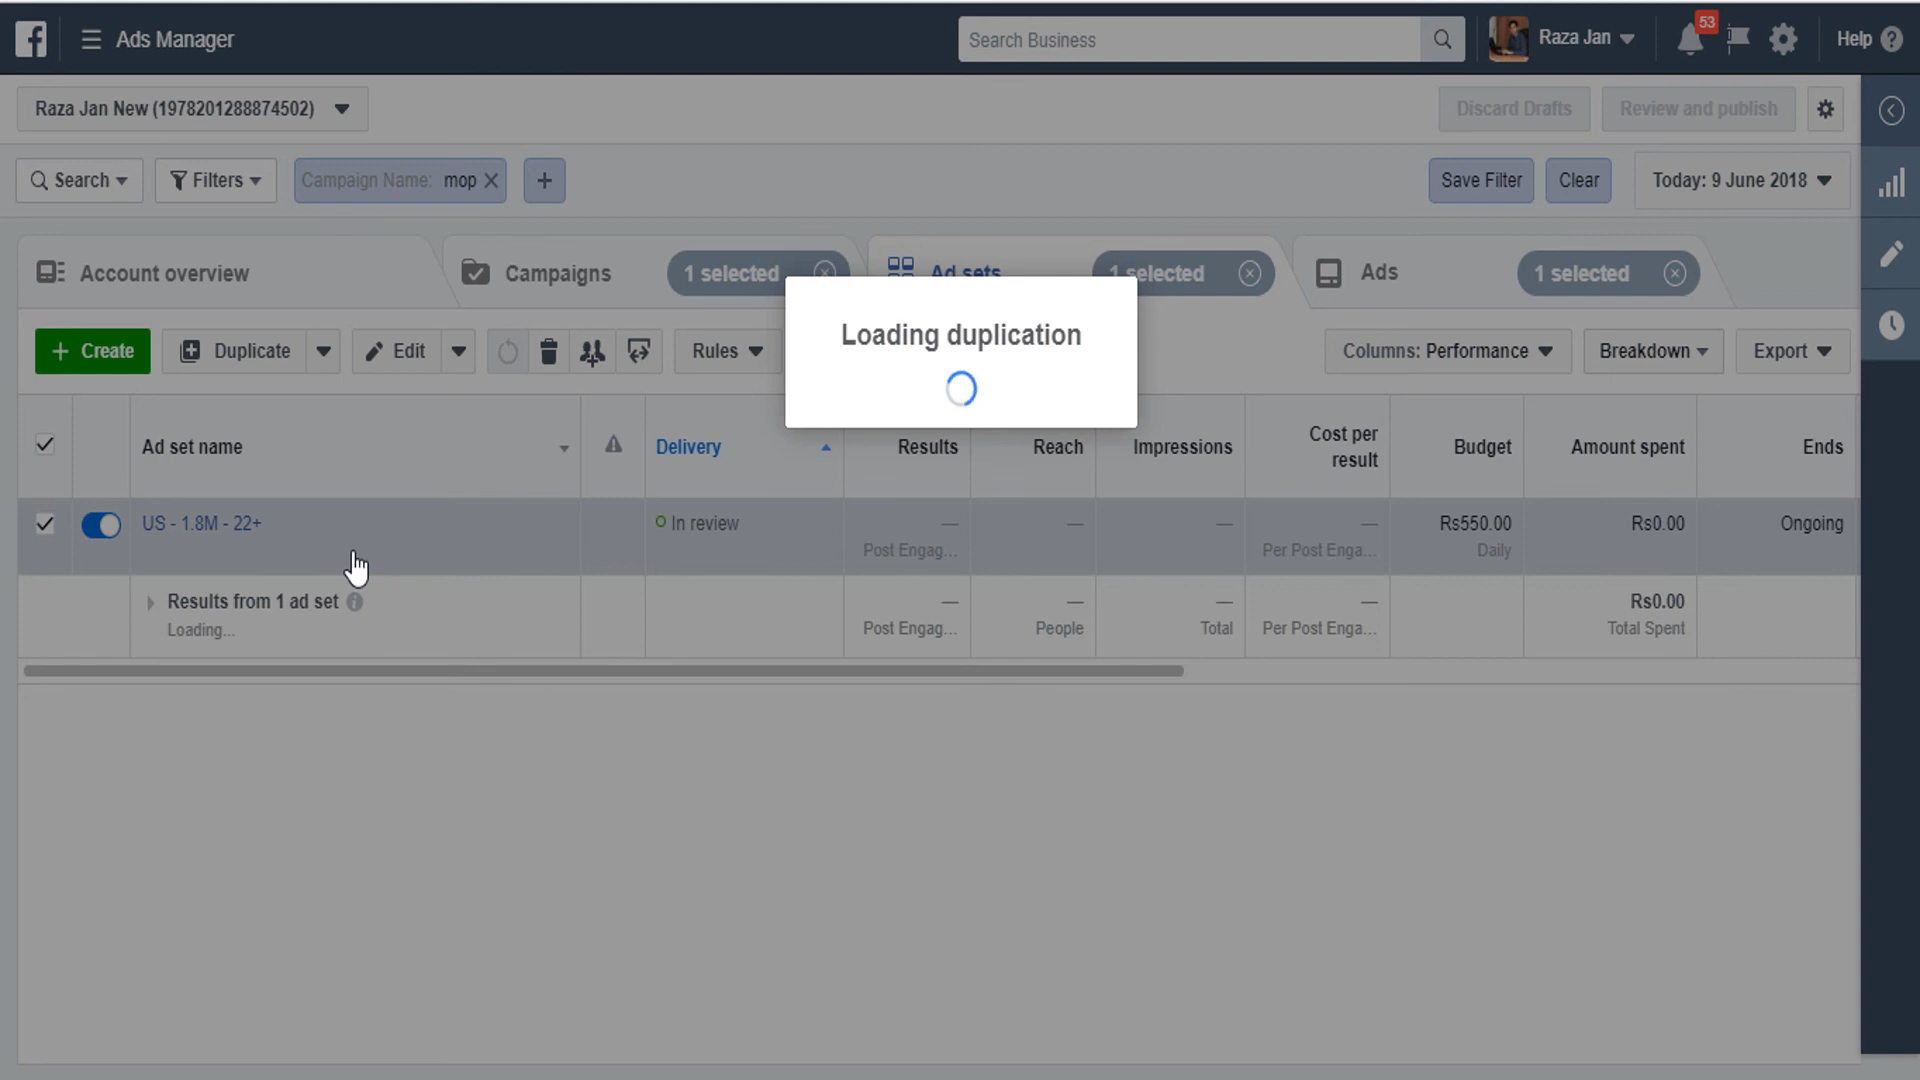 Ads Manager
Search Business
Raza Jan
53
Help
Raza Jan New (1978201288874502)
Discard Drafts
Review and publish
Search
Filters
Campaign Name: mop
Save Filter
Clear
Today: 9 June 2018
Account overview
Campaigns
1 selected
Ad sets
1 selected
Ads
1 selected
Loading duplication
+ Create
Duplicate
Edit
Rules
Columns: Performance
Breakdown
Export
Ad set name
Delivery
Results
Reach
Impressions
Cost per
result
Budget
Amount spent
Ends
US - 1.8M - 22+
In review
—
Post Engag...
—
—
—
Per Post Enga...
Rs550.00
Daily
Rs0.00
Ongoing
Results from 1 ad set
Loading...
—
Post Engag...
—
People
—
Total
—
Per Post Enga...
Rs0.00
Total Spent